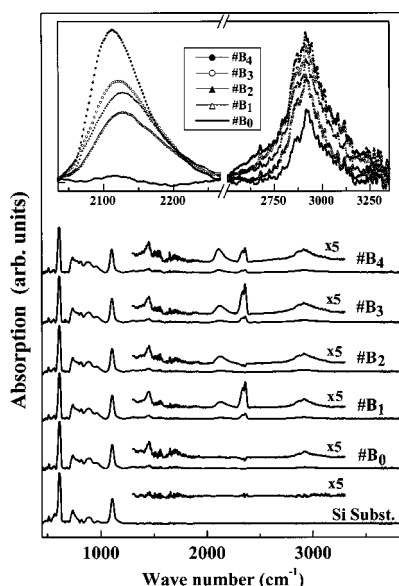 #B4
#B3
#B2
#B1
#B0
2100 2200 2750 3000 3250
x5
#B4
x5
#B3
x5
#B2
x5
#B1
x5
#B0
x5
Si Subst.
1000 2000 3000
Wave number (cm-1)
Absorption (arb. units)